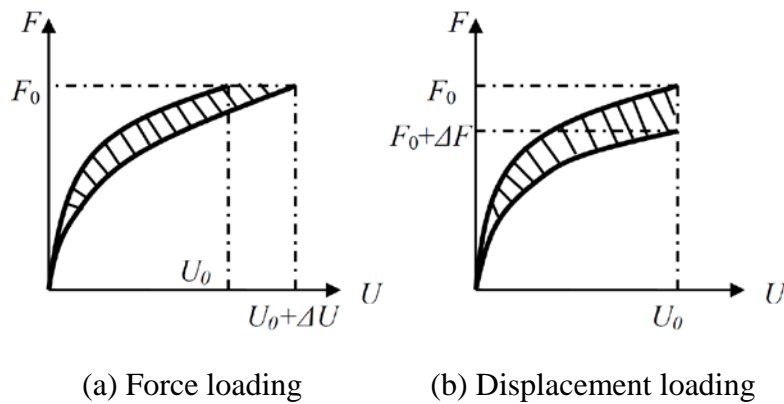 F
F₀
U₀
U
U₀+ΔU
(a) Force loading
F
F₀
F₀+ΔF
U₀
U
(b) Displacement loading